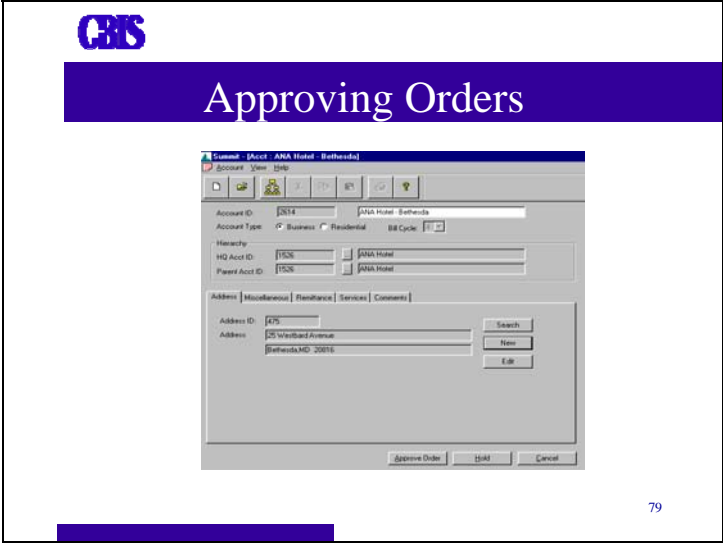 CBIS
Approving Orders
Summit - [Acct : ANA Hotel - Bethesda]
Account View Help
Account ID: 2614 ANA Hotel - Bethesda
Account Type: Business Residential Bill Cycle:
Hierarchy
HQ Acct ID: 1526 ANA Hotel
Parent Acct ID: 1526 ANA Hotel
Address Miscellaneous Remittance Services Comments
Address ID: 475 Search
Address 25 Westbard Avenue New
Bethesda,MD 20816 Edit
Approve Order Hold Cancel
79